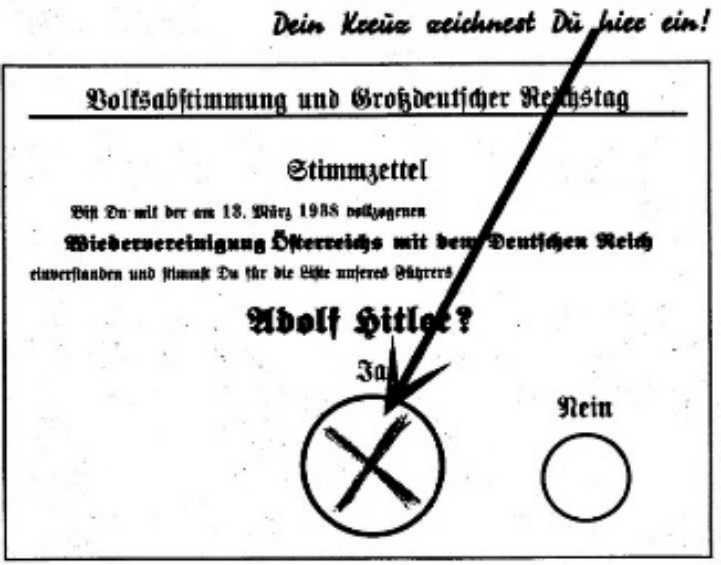 Dein Kreuz zeichnest Du hier ein!
Volksabstimmung und Großdeutscher Reichstag
Stimmzettel
Bist Du mit der am 13. März 1938 vollzogenen
Wiedervereinigung Österreichs mit dem Deutschen Reich
einverstanden und stimmst Du für die Liste unseres Führers
Adolf Hitler?
Ja
Nein